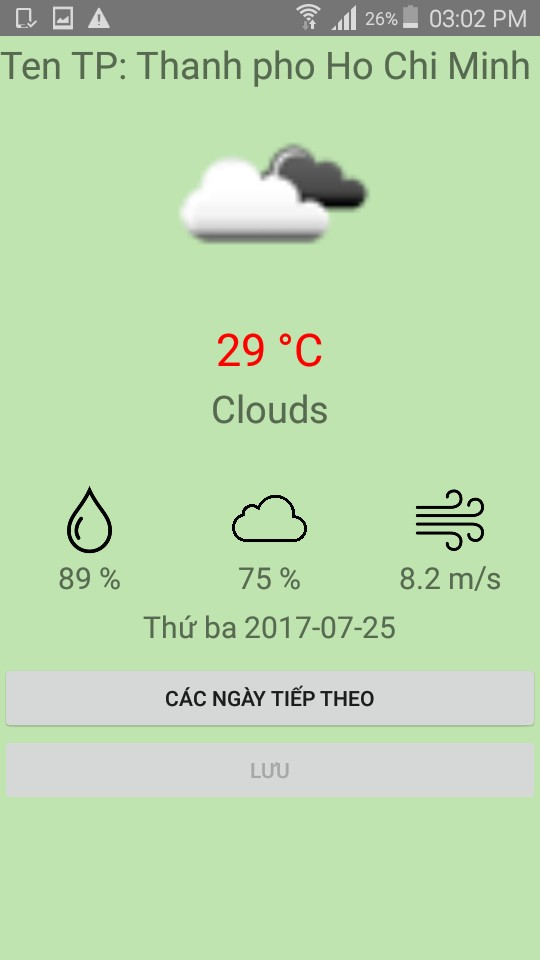 26% 03:02 PM
Ten TP: Thanh pho Ho Chi Minh
29 °C
Clouds
89 % 75 % 8.2 m/s
Thứ ba 2017-07-25
CÁC NGÀY TIẾP THEO
LƯU